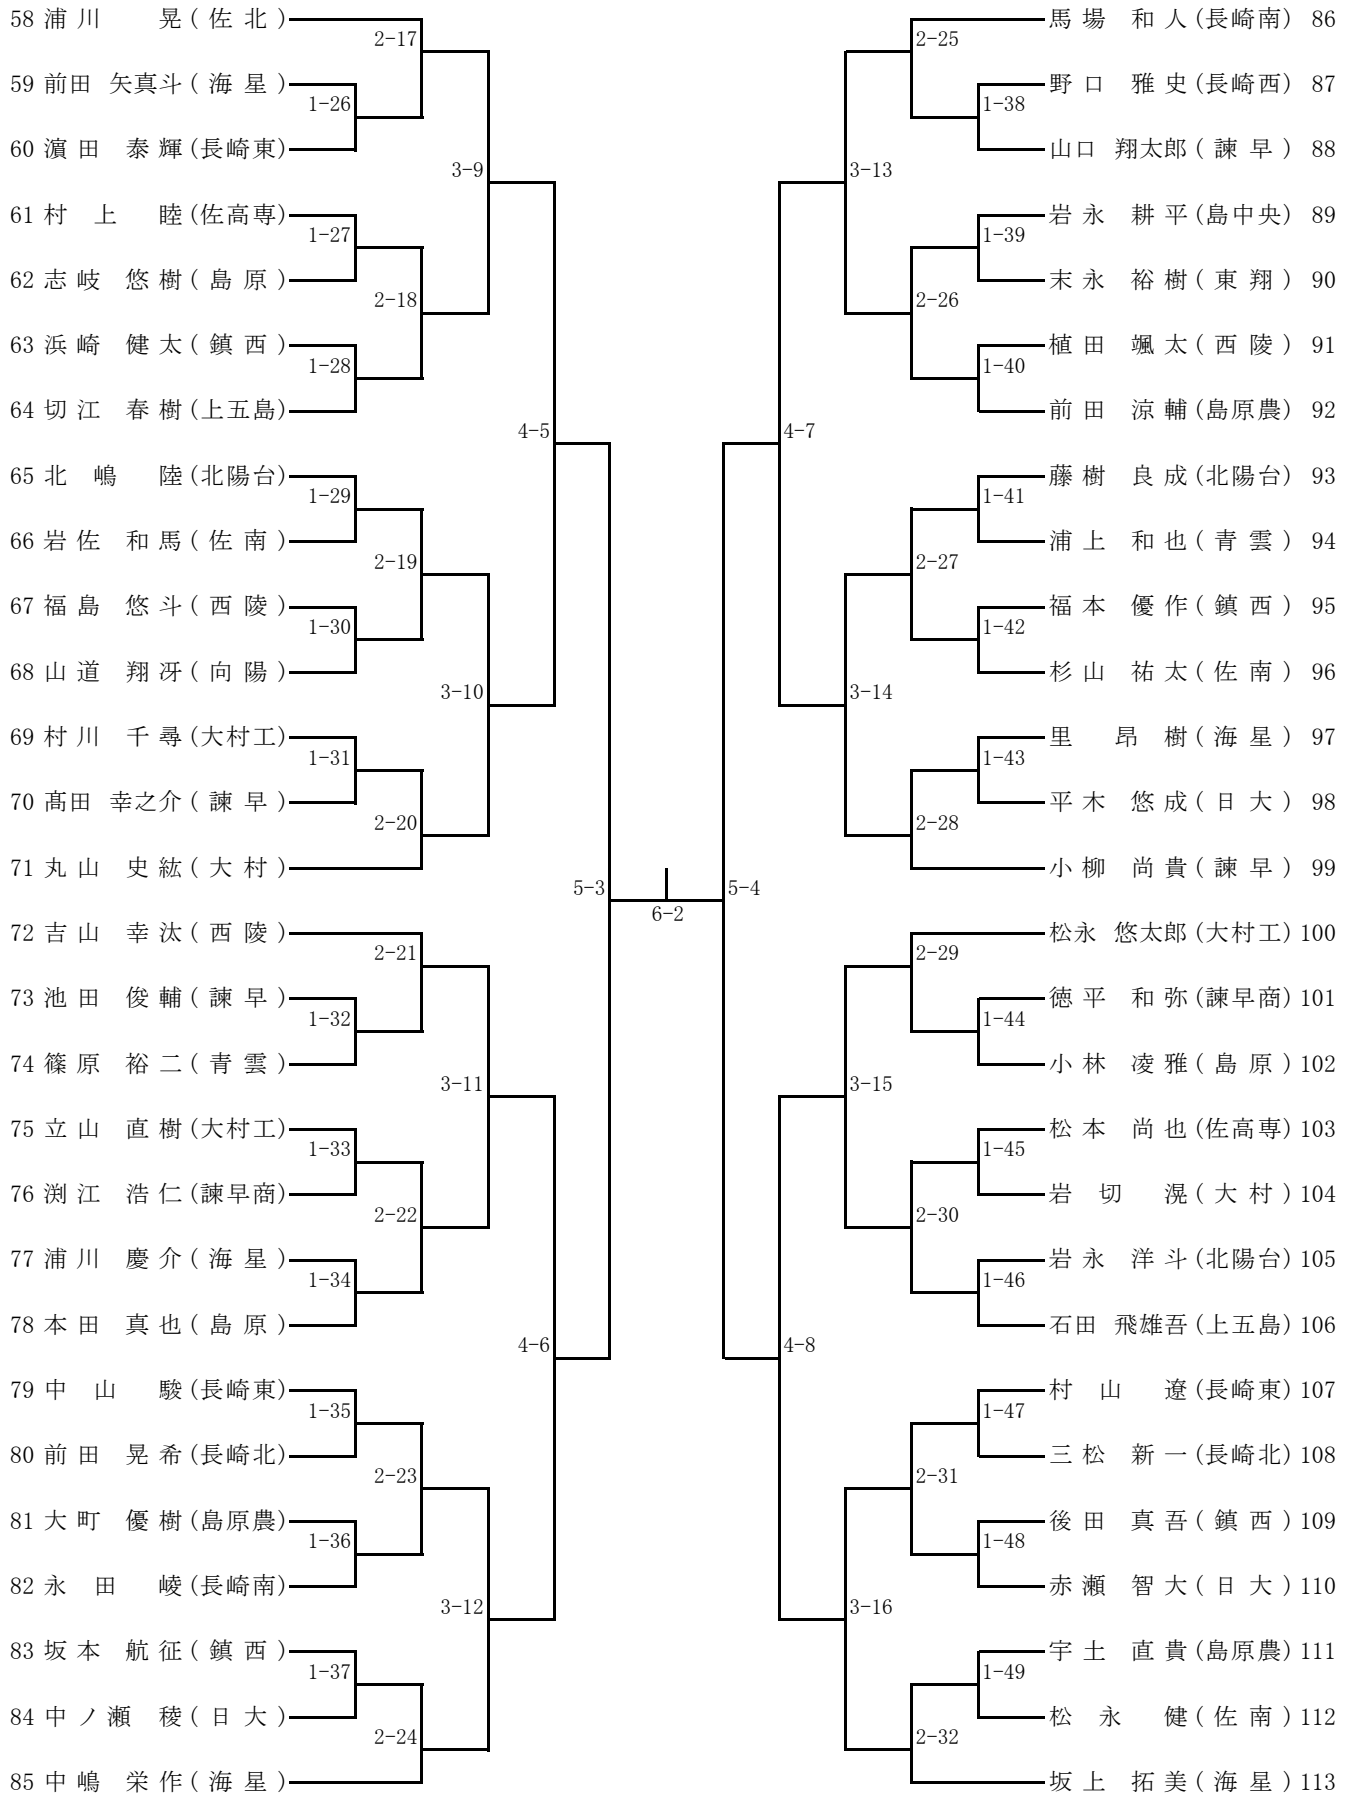 58 浦川 晃 (佐北)
2-17
59 前田 矢真斗 (海星)
1-26
60 濵田 泰輝 (長崎東)
3-9
61 村上 睦 (佐高専)
1-27
62 志岐 悠樹 (島原)
2-18
63 浜崎 健太 (鎮西)
1-28
64 切江 春樹 (上五島)
4-5
65 北嶋 陸 (北陽台)
1-29
66 岩佐 和馬 (佐南)
2-19
67 福島 悠斗 (西陵)
1-30
68 山道 翔冴 (向陽)
3-10
69 村川 千尋 (大村工)
1-31
70 髙田 幸之介 (諫早)
2-20
71 丸山 史紘 (大村)
5-3
72 吉山 幸汰 (西陵)
2-21
73 池田 俊輔 (諫早)
1-32
74 篠原 裕二 (青雲)
3-11
75 立山 直樹 (大村工)
1-33
76 渕江 浩仁 (諫早商)
2-22
77 浦川 慶介 (海星)
1-34
78 本田 真也 (島原)
4-6
79 中山 駿 (長崎東)
1-35
80 前田 晃希 (長崎北)
2-23
81 大町 優樹 (島原農)
1-36
82 永田 崚 (長崎南)
3-12
83 坂本 航征 (鎮西)
1-37
84 中ノ瀬 稜 (日大)
2-24
85 中嶋 栄作 (海星)
6-2
馬場 和人 (長崎南) 86
2-25
野口 雅史 (長崎西) 87
1-38
山口 翔太郎 (諫早) 88
3-13
岩永 耕平 (島中央) 89
1-39
末永 裕樹 (東翔) 90
2-26
植田 颯太 (西陵) 91
1-40
前田 涼輔 (島原農) 92
4-7
藤樹 良成 (北陽台) 93
1-41
浦上 和也 (青雲) 94
2-27
福本 優作 (鎮西) 95
1-42
杉山 祐太 (佐南) 96
3-14
里 昂樹 (海星) 97
1-43
平木 悠成 (日大) 98
2-28
小柳 尚貴 (諫早) 99
5-4
松永 悠太郎 (大村工) 100
2-29
徳平 和弥 (諫早商) 101
1-44
小林 凌雅 (島原) 102
3-15
松本 尚也 (佐高専) 103
1-45
岩切 滉 (大村) 104
2-30
岩永 洋斗 (北陽台) 105
1-46
石田 飛雄吾 (上五島) 106
4-8
村山 遼 (長崎東) 107
1-47
三松 新一 (長崎北) 108
2-31
後田 真吾 (鎮西) 109
1-48
赤瀬 智大 (日大) 110
3-16
宇土 直貴 (島原農) 111
1-49
松永 健 (佐南) 112
2-32
坂上 拓美 (海星) 113